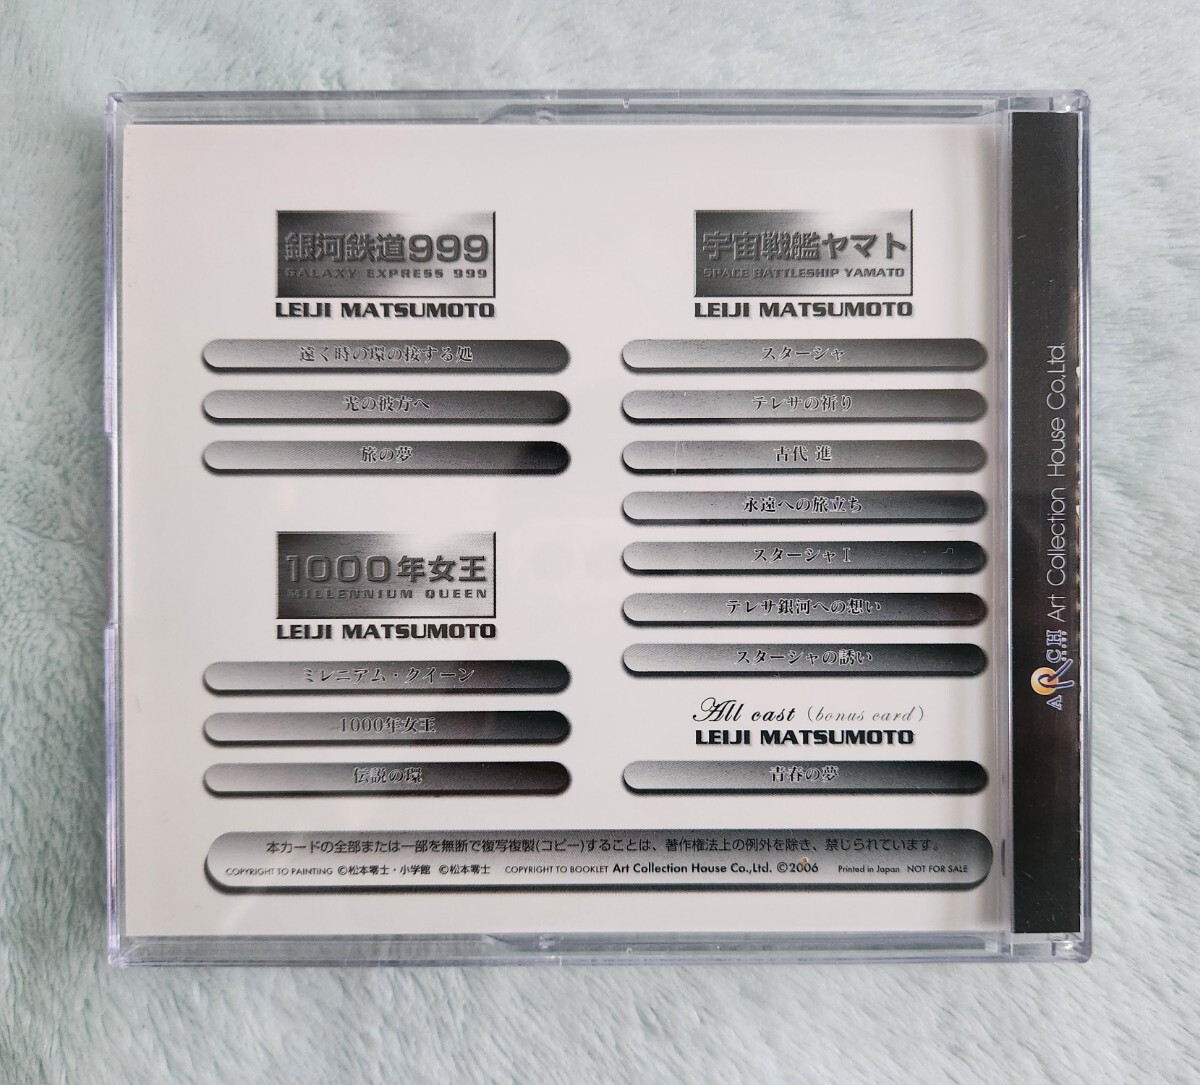 銀河鉄道999
GALAXY EXPRESS 999
LEIJI MATSUMOTO
遠く時の環の接する処
光の彼方へ
旅の夢
1000年女王
MILLENNIUM QUEEN
LEIJI MATSUMOTO
ミレニアム・クイーン
1000年女王
伝説の環
宇宙戦艦ヤマト
SPACE BATTLESHIP YAMATO
LEIJI MATSUMOTO
スターシャ
テレサの祈り
古代 進
永遠への旅立ち
スターシャⅠ
テレサ銀河への想い
スターシャの誘い
All cast (bonus card)
LEIJI MATSUMOTO
青春の夢
本カードの全部または一部を無断で複写複製(コピー)することは、著作権法上の例外を除き、禁じられています。
COPYRIGHT TO PAINTING ©松本零士・小学館 ©松本零士 COPYRIGHT TO BOOKLET Art Collection House Co.,Ltd. ©2006 Printed in Japan NOT FOR SALE
ARCH Art Collection House Co.,Ltd.